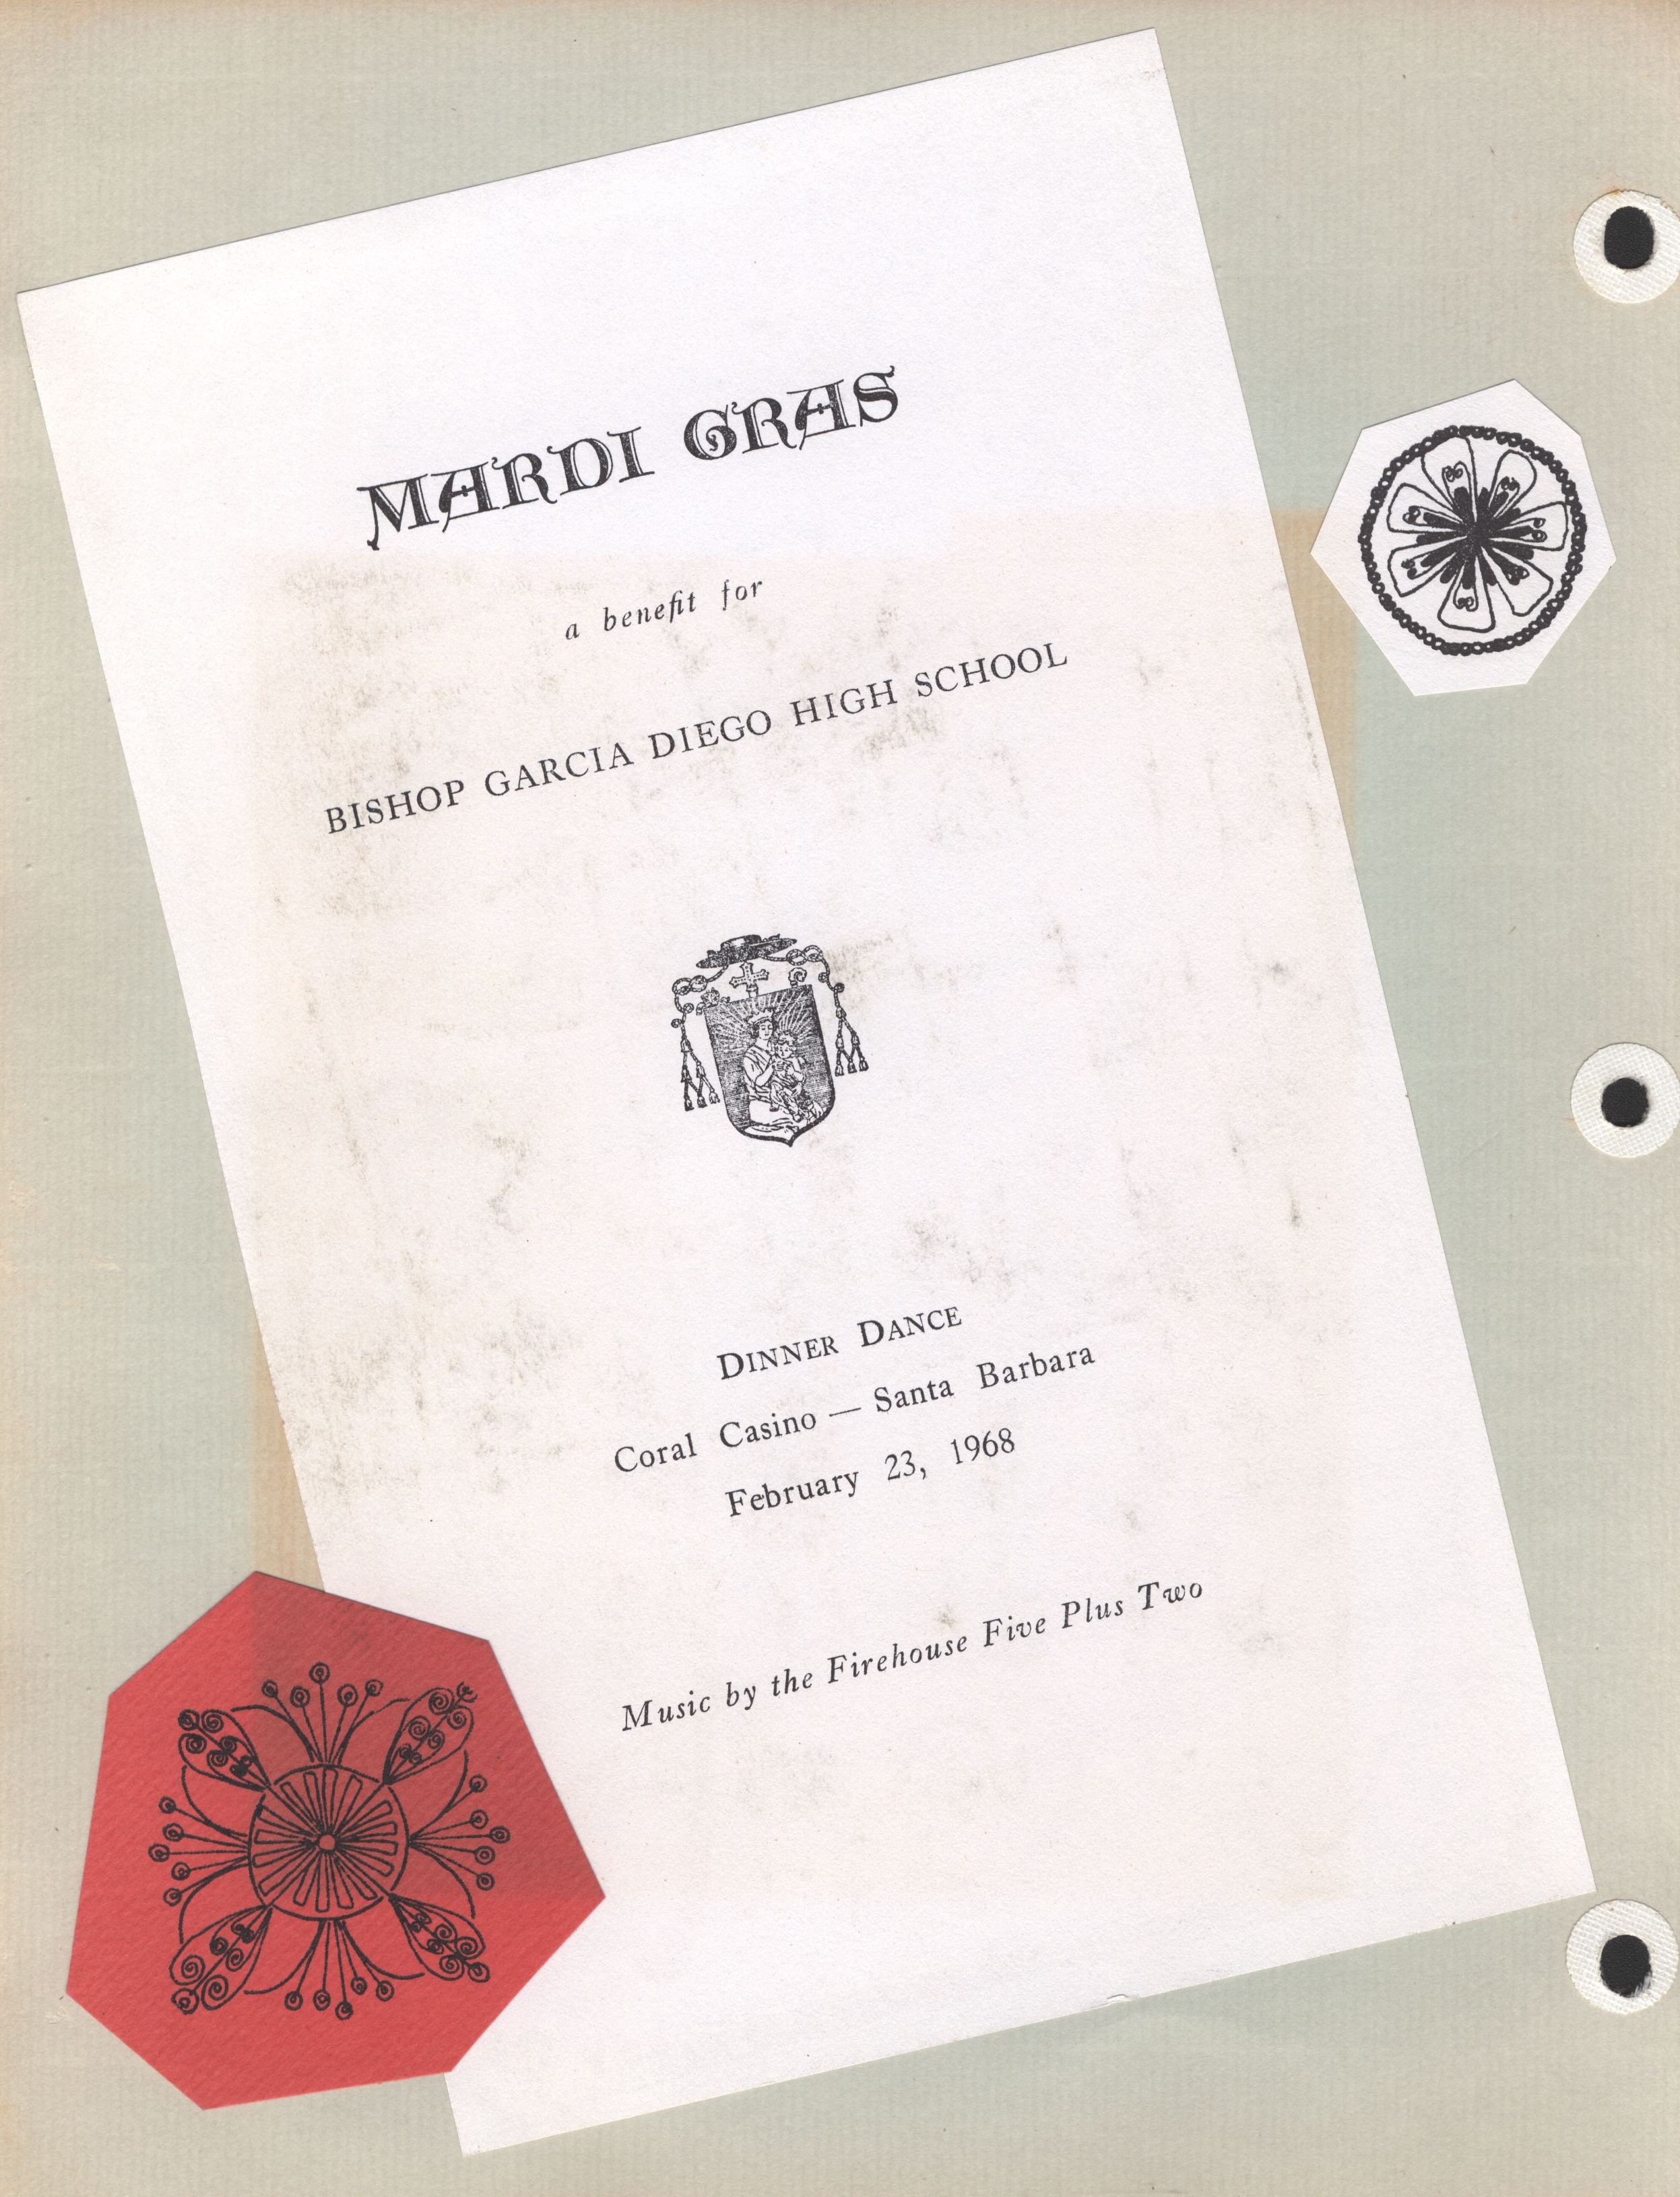 MARDI GRAS
a benefit for
BISHOP GARCIA DIEGO HIGH SCHOOL
DINNER DANCE
Coral Casino — Santa Barbara
February 23, 1968
Music by the Firehouse Five Plus Two